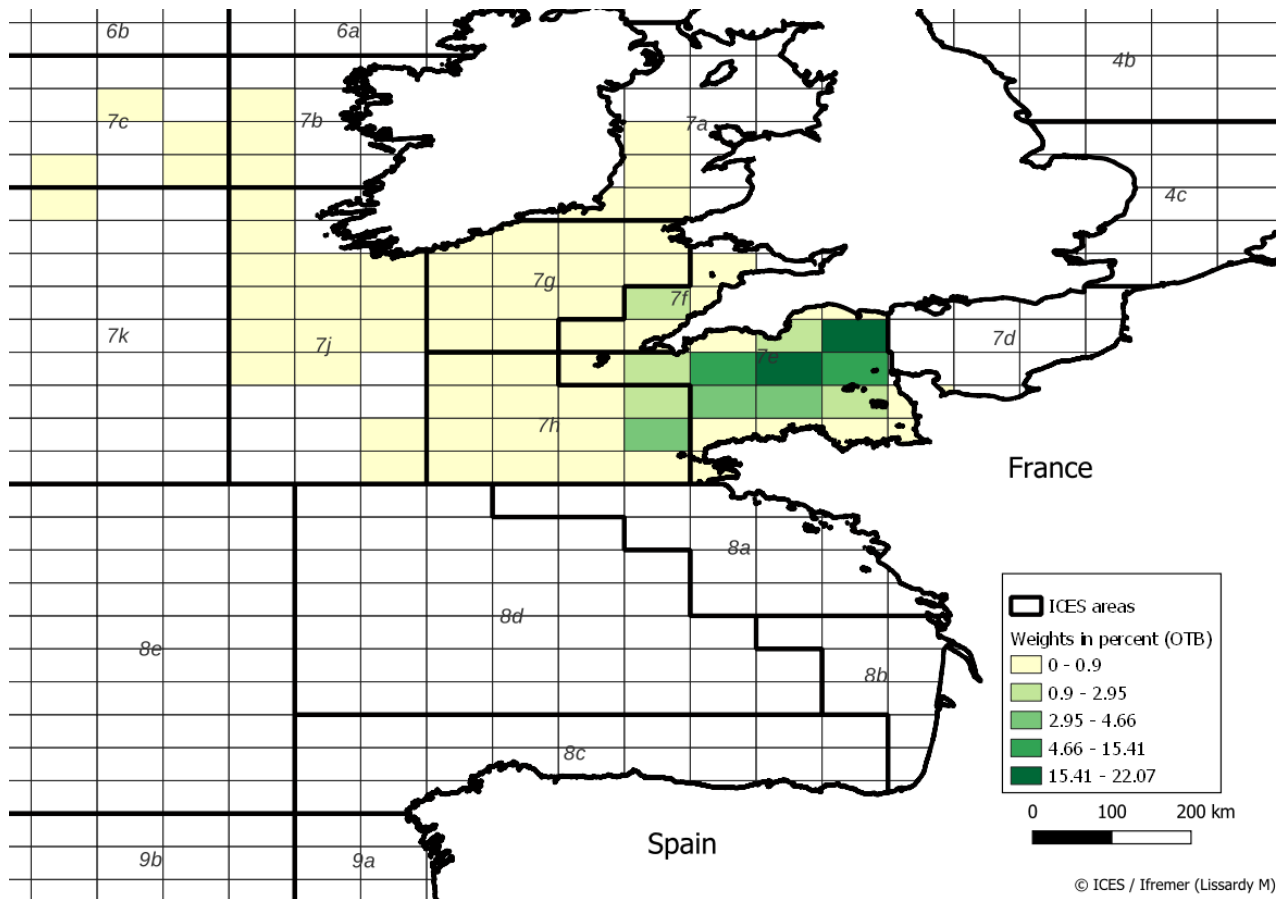 6b
6a
4b
7c
7b
7a
4c
7g
7f
7k
7j
7e
7d
7h
France
8a
8d
8e
8b
8c
Spain
9b
9a
ICES areas
Weights in percent (OTB)
0 - 0.9
0.9 - 2.95
2.95 - 4.66
4.66 - 15.41
15.41 - 22.07
0 100 200 km
© ICES / Ifremer (Lissardy M)